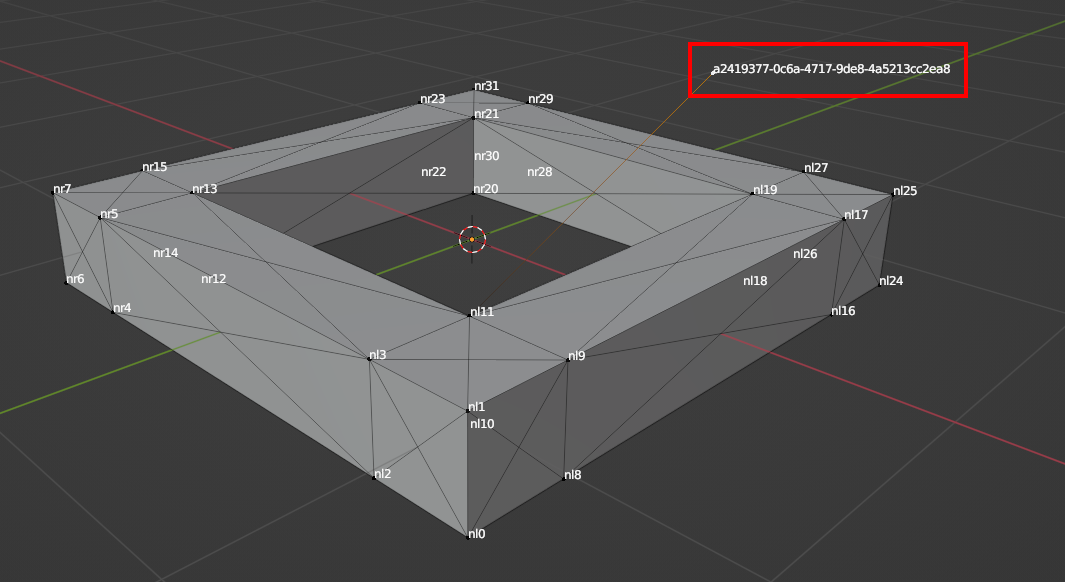 a2419377-0c6a-4717-9de8-4a5213cc2ea8
nr31
nr23
nr29
nr21
nr30
nr22
nr28
nl27
nr15
nr7
nr13
nr20
nl19
nl25
nr5
nl17
nr14
nl26
nr6
nr12
nl18
nl24
nr4
nl11
nl16
nl3
nl9
nl1
nl10
nl2
nl8
nl0